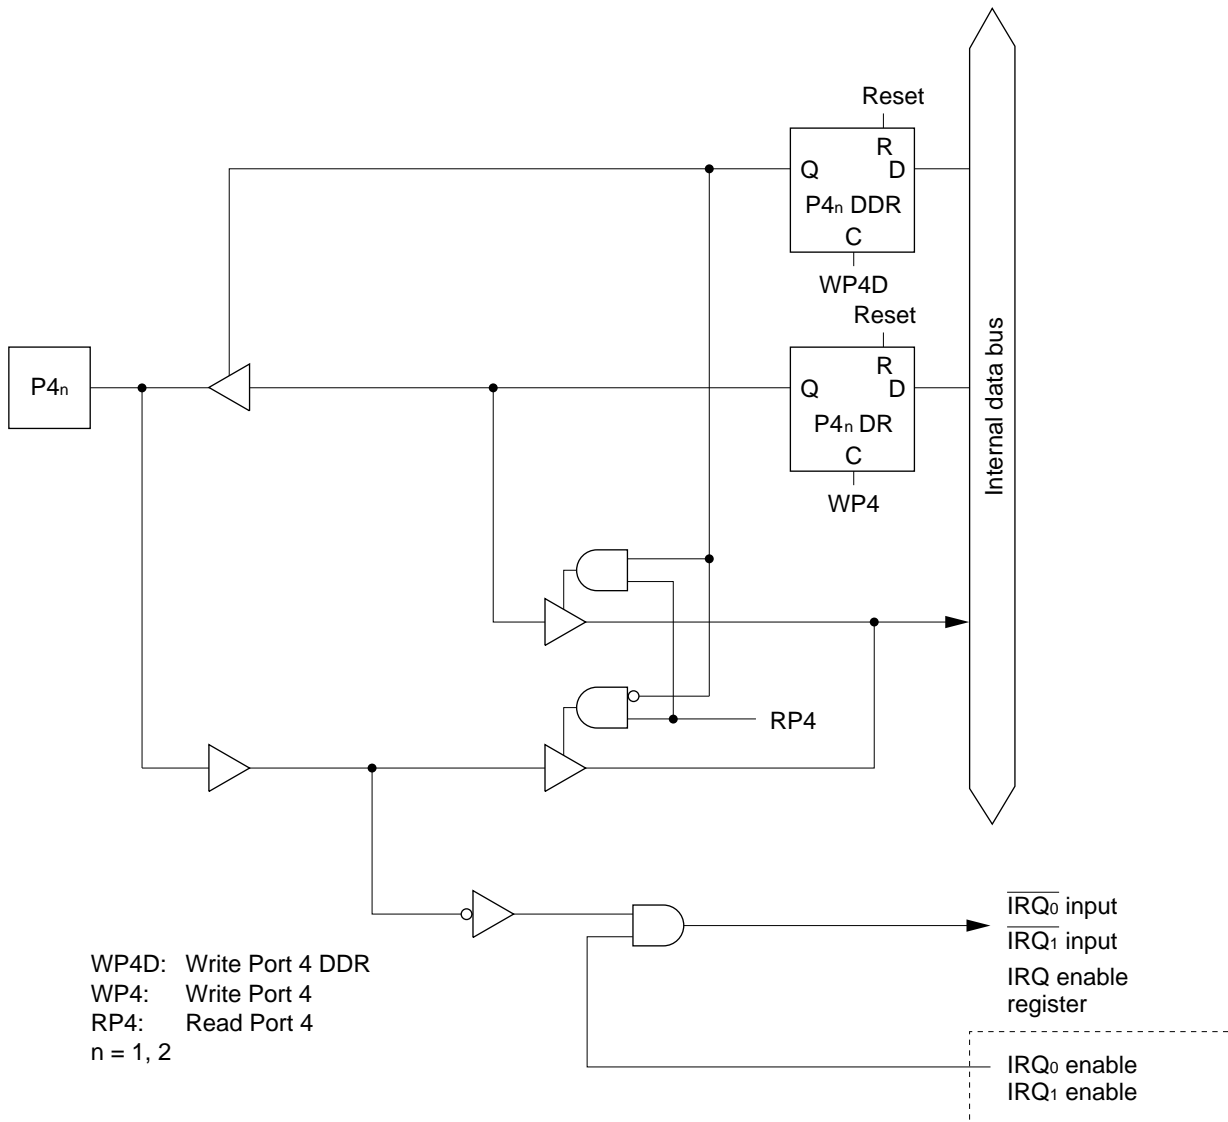 Reset
R
Q D
P4n DDR
C
WP4D
Reset
R
Q D
P4n DR
C
WP4
P4n
Internal data bus
RP4
IRQ0 input
IRQ1 input
IRQ enable
register
IRQ0 enable
IRQ1 enable
WP4D: Write Port 4 DDR
WP4: Write Port 4
RP4: Read Port 4
n = 1, 2